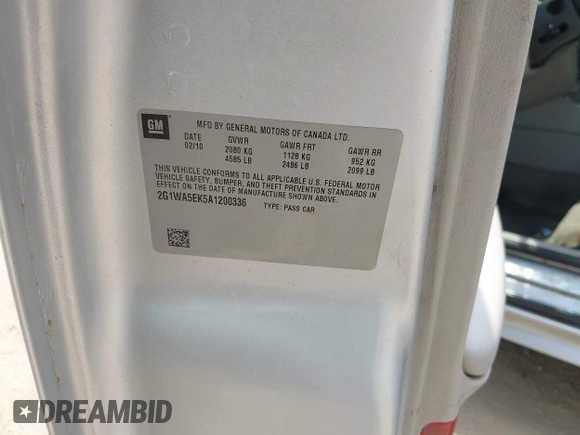 GM
MFD BY GENERAL MOTORS OF CANADA LTD.
DATE GVWR GAWR FRT GAWR RR
02/10 2080 KG 1128 KG 952 KG
4585 LB 2486 LB 2099 LB
THIS VEHICLE CONFORMS TO ALL APPLICABLE U.S. FEDERAL MOTOR
VEHICLE SAFETY, BUMPER, AND THEFT PREVENTION STANDARDS IN
EFFECT ON THE DATE OF MANUFACTURE SHOWN ABOVE.
2G1WA5EK5A1200336 TYPE: PASS CAR
DREAMBID